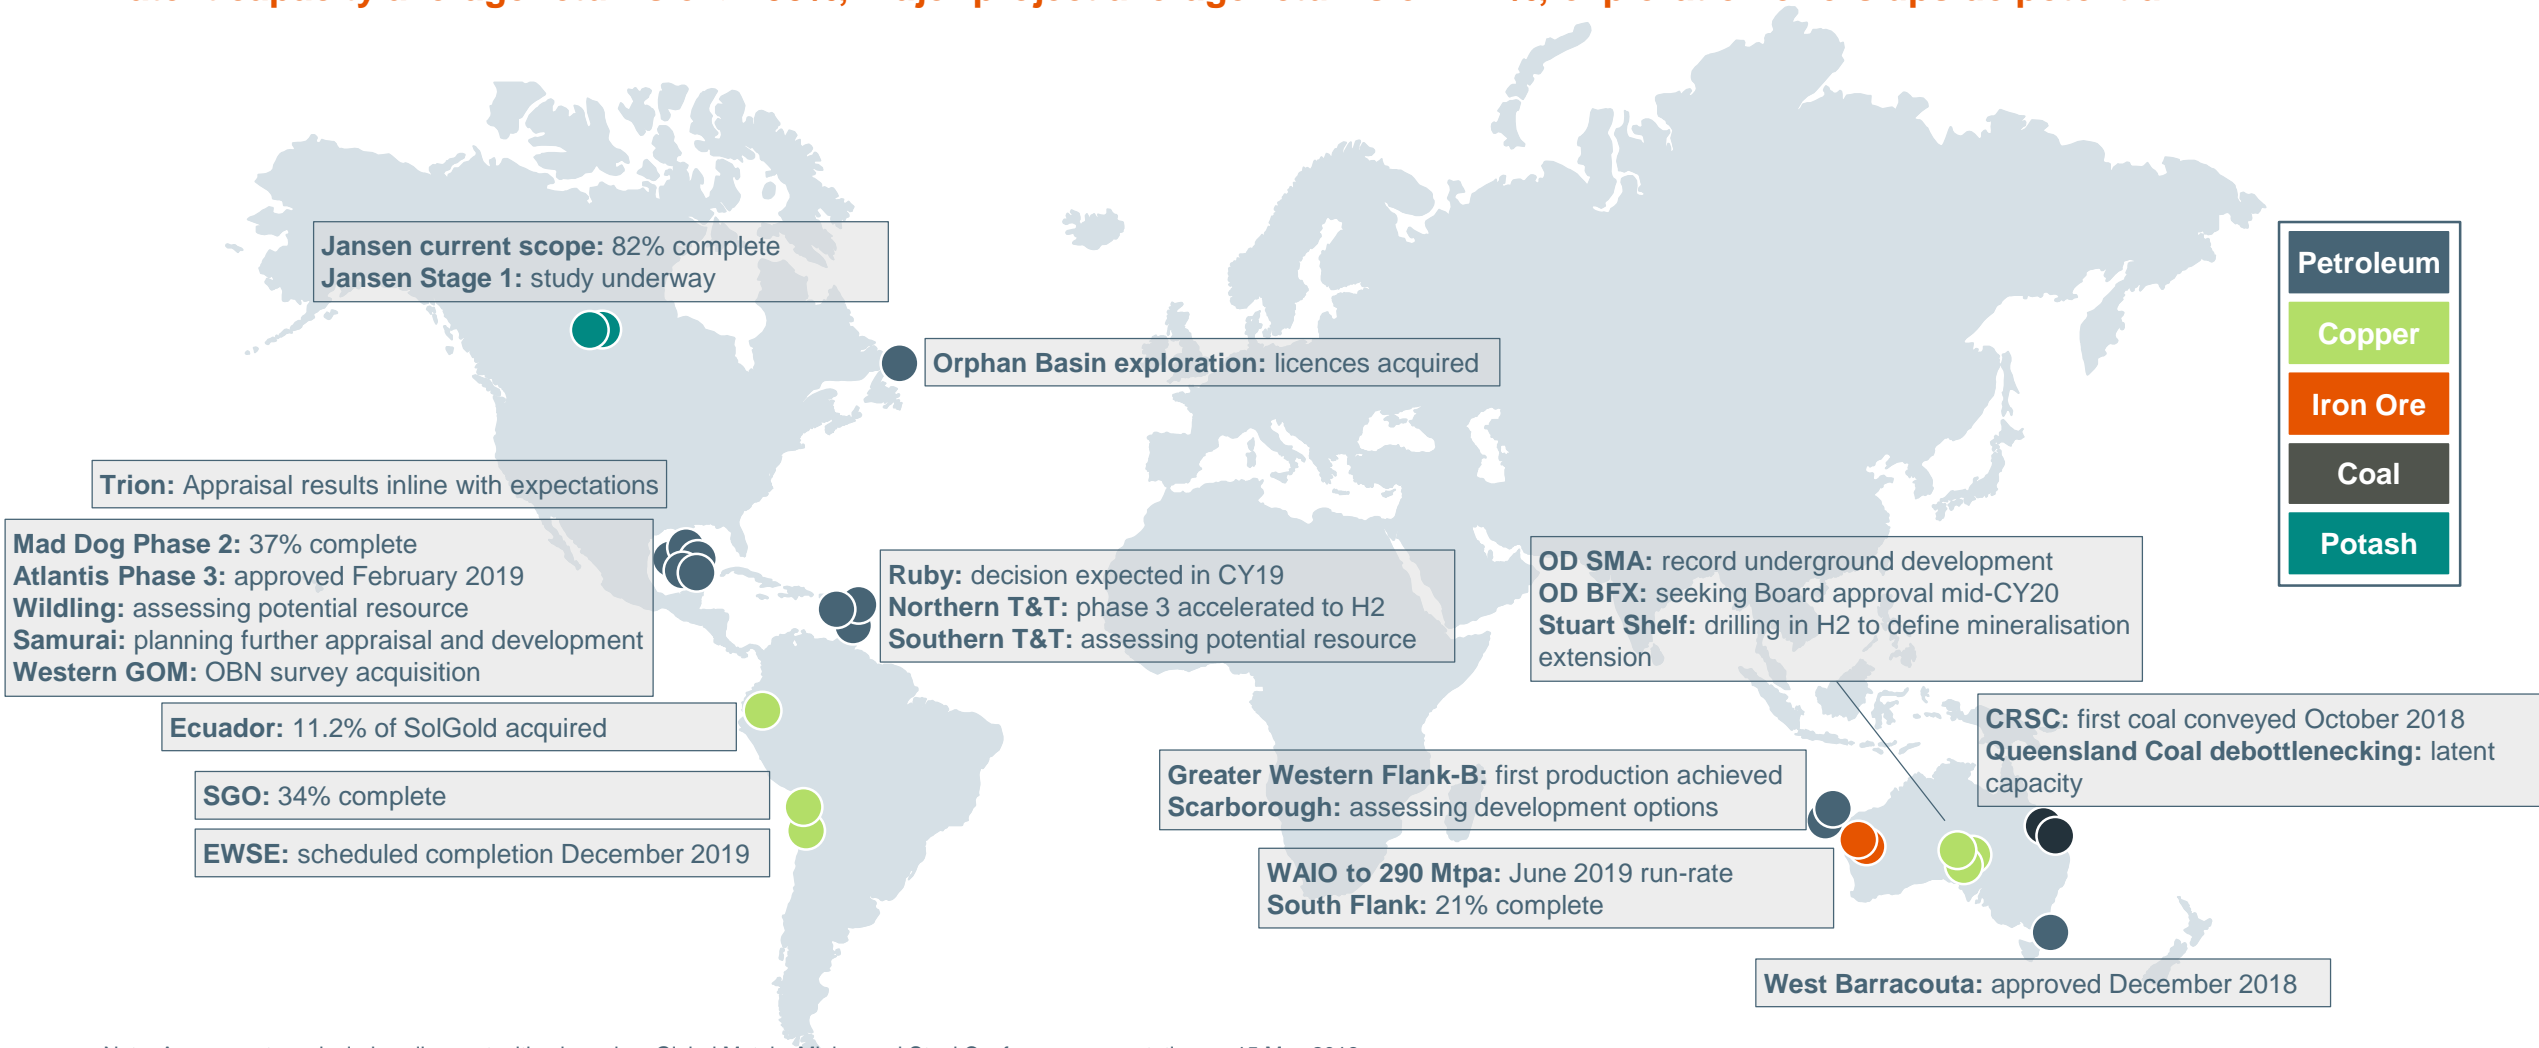 Jansen current scope: 82% complete
Jansen Stage 1: study underway
Orphan Basin exploration: licences acquired
Petroleum
Copper
Iron Ore
Coal
Potash
Trion: Appraisal results inline with expectations
Mad Dog Phase 2: 37% complete
Atlantis Phase 3: approved February 2019
Wildling: assessing potential resource
Samurai: planning further appraisal and development
Western GOM: OBN survey acquisition
Ruby: decision expected in CY19
Northern T&T: phase 3 accelerated to H2
Southern T&T: assessing potential resource
OD SMA: record underground development
OD BFX: seeking Board approval mid-CY20
Stuart Shelf: drilling in H2 to define mineralisation
extension
Ecuador: 11.2% of SolGold acquired
CRSC: first coal conveyed October 2018
Queensland Coal debottlenecking: latent
capacity
SGO: 34% complete
EWSE: scheduled completion December 2019
Greater Western Flank-B: first production achieved
Scarborough: assessing development options
WAIO to 290 Mtpa: June 2019 run-rate
South Flank: 21% complete
West Barracouta: approved December 2018